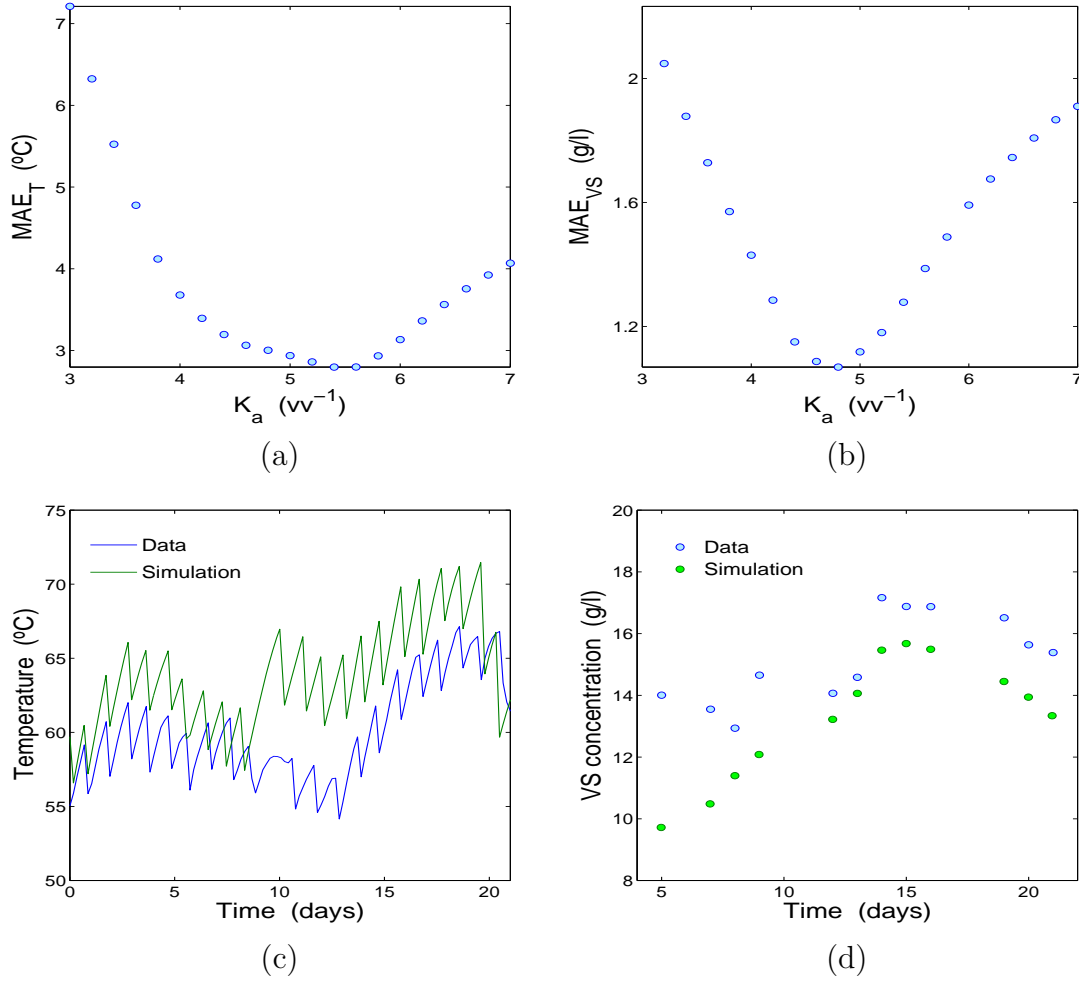 7
6
5
4
3
MAE_T (ºC)
3
4
5
6
7
K_a (vv⁻¹)
(a)
2
1.6
1.2
MAE_VS (g/l)
3
4
5
6
7
K_a (vv⁻¹)
(b)
75
70
65
60
55
50
Temperature (ºC)
Data
Simulation
0
5
10
15
20
Time (days)
(c)
20
18
16
14
12
10
8
VS concentration (g/l)
Data
Simulation
5
10
15
20
Time (days)
(d)